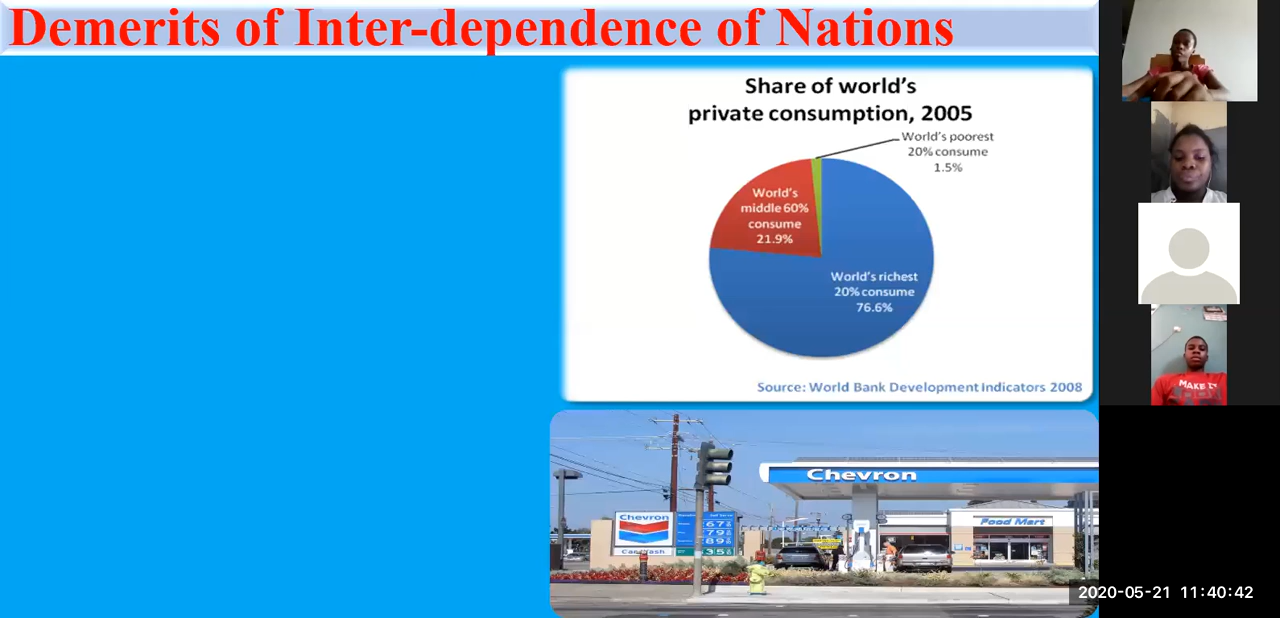 Demerits of Inter-dependence of Nations
Share of world's
private consumption, 2005
World's poorest
20% consume
1.5%
World's
middle 60%
consume
21.9%
World's richest
20% consume
76.6%
Source: World Bank Development Indicators 2008
Chevron
Chevron
Food Mart
MAKE IT
2020-05-21 11:40:42